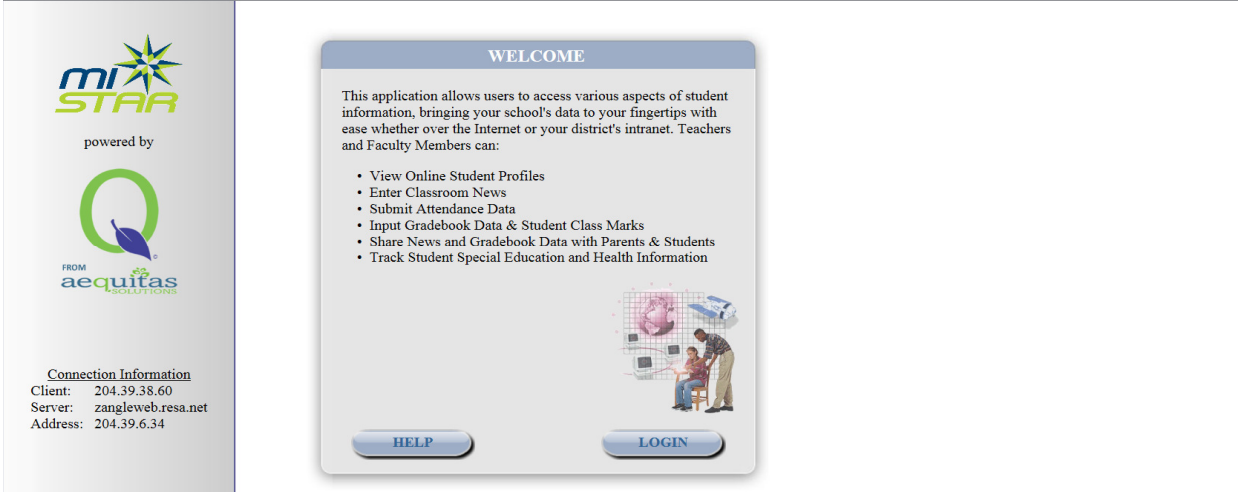 mi
STAR
powered by
Q
FROM
aequitas
SOLUTIONS
Connection Information
Client: 204.39.38.60
Server: zangleweb.resa.net
Address: 204.39.6.34
WELCOME
This application allows users to access various aspects of student
information, bringing your school's data to your fingertips with
ease whether over the Internet or your district's intranet. Teachers
and Faculty Members can:
• View Online Student Profiles
• Enter Classroom News
• Submit Attendance Data
• Input Gradebook Data & Student Class Marks
• Share News and Gradebook Data with Parents & Students
• Track Student Special Education and Health Information
HELP
LOGIN